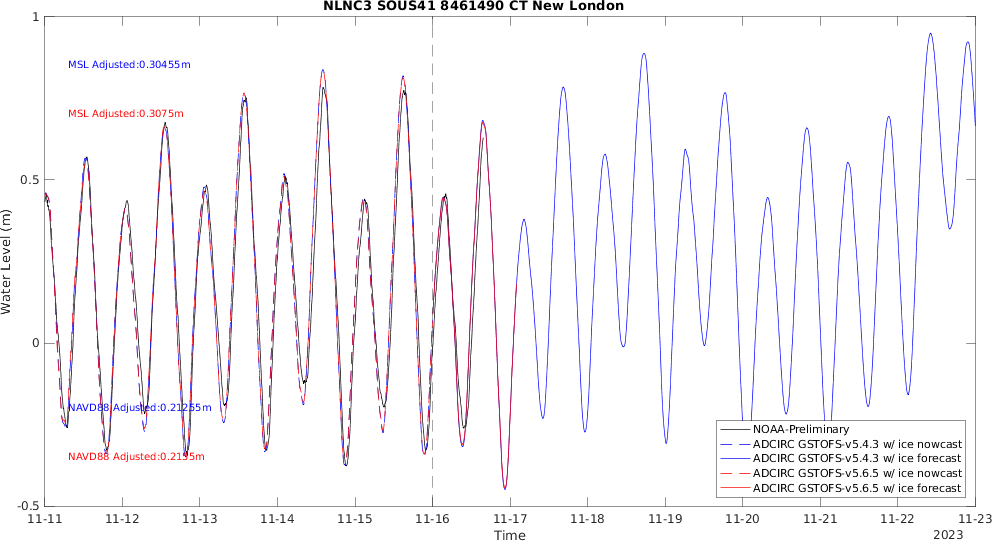 NLNC3 SOUS41 8461490 CT New London
1
MSL Adjusted:0.30455m
MSL Adjusted:0.3075m
0.5
Water Level (m)
0
NAVD88 Adjusted:0.21255m
NAVD88 Adjusted:0.2155m
-0.5
NOAA-Preliminary
ADCIRC GSTOFS-v5.4.3 w/ ice nowcast
ADCIRC GSTOFS-v5.4.3 w/ ice forecast
ADCIRC GSTOFS-v5.6.5 w/ ice nowcast
ADCIRC GSTOFS-v5.6.5 w/ ice forecast
11-11 11-12 11-13 11-14 11-15 11-16 11-17 11-18 11-19 11-20 11-21 11-22 11-23
Time
2023